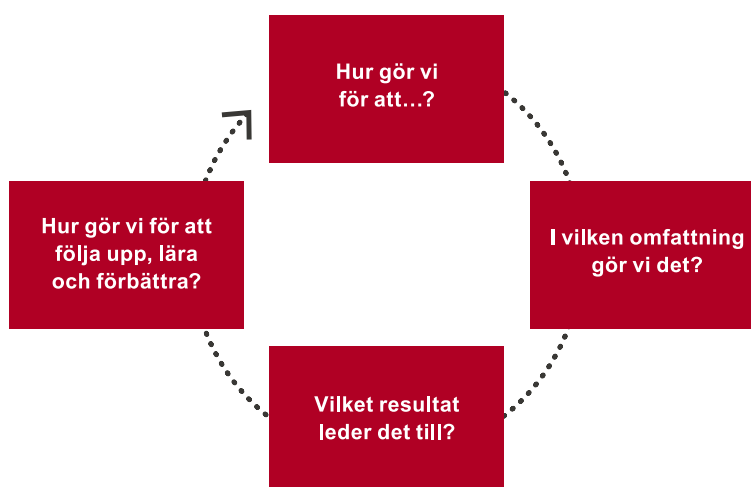 Hur gör vi
för att…?
I vilken omfattning
gör vi det?
Vilket resultat
leder det till?
Hur gör vi för att
följa upp, lära
och förbättra?